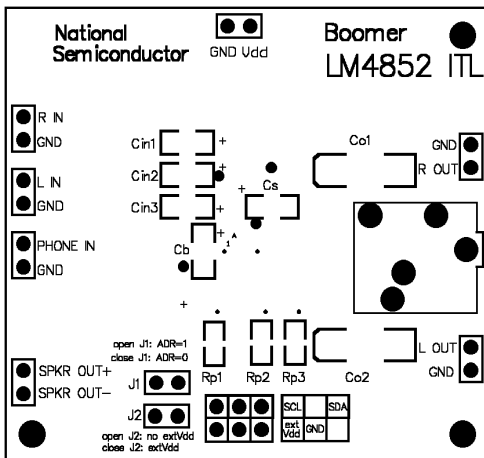 National
Semiconductor
GND Vdd
Boomer
LM4852 ITL
R IN
GND
L IN
GND
PHONE IN
GND
Cin1
Cin2
Cin3
Cs
Cb
1
A
Co1
GND
R OUT
L OUT
GND
Co2
open J1: ADR=1
close J1: ADR=0
SPKR OUT+
SPKR OUT-
J1
J2
open J2: no extVdd
close J2: extVdd
Rp1
Rp2
Rp3
SCL
SDA
ext
Vdd
GND